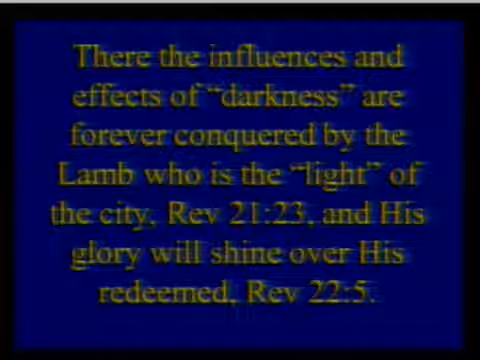 There the influences and
effects of “darkness” are
forever conquered by the
Lamb who is the “light” of
the city, Rev 21:23, and His
glory will shine over His
redeemed, Rev 22:5.